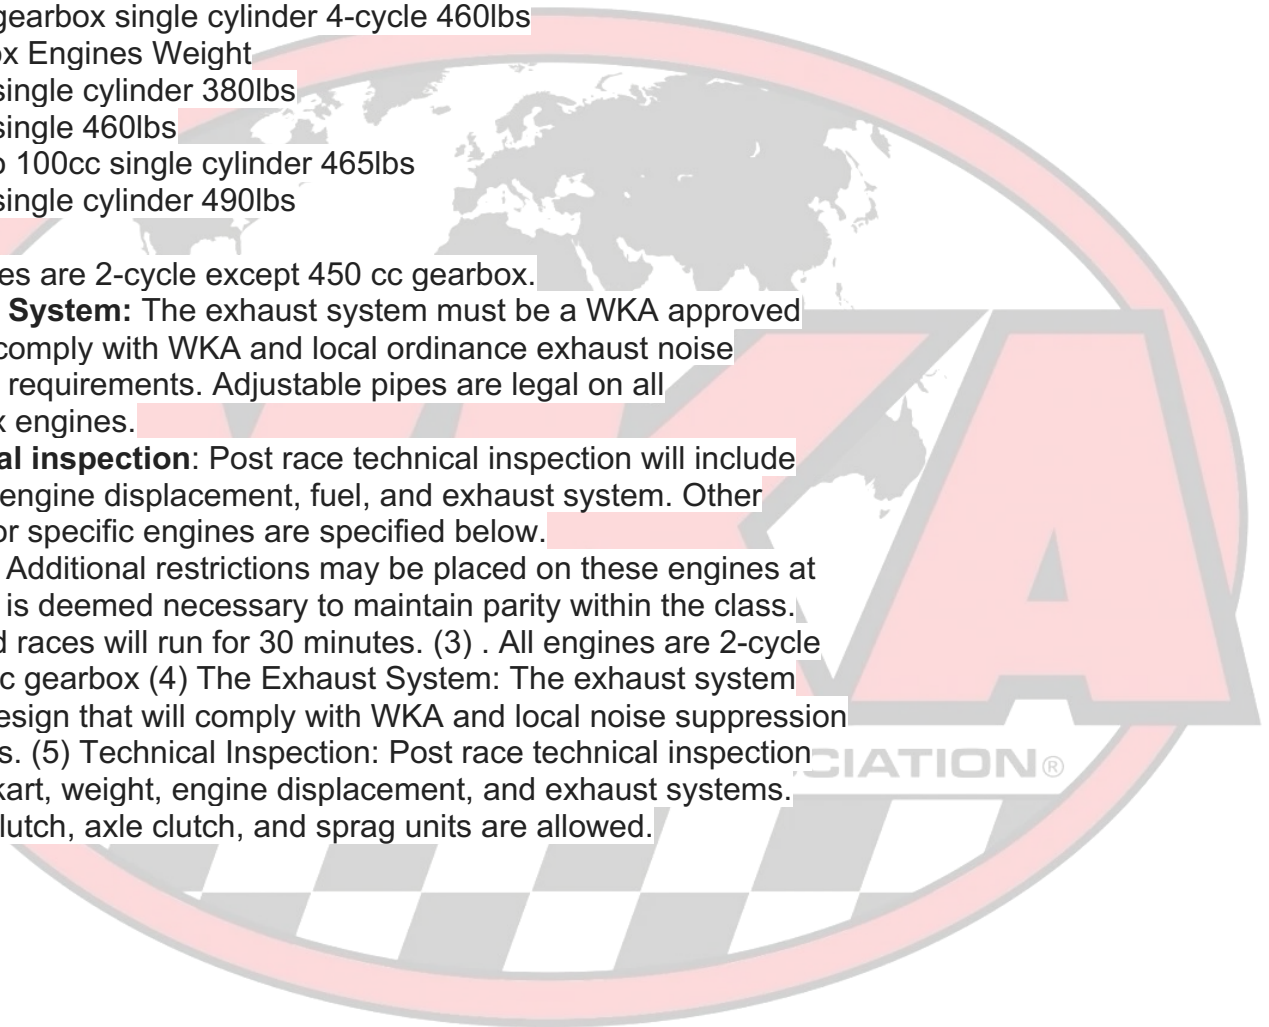 gearbox single cylinder 4-cycle 460lbs
x Engines Weight
single cylinder 380lbs
single 460lbs
100cc single cylinder 465lbs
single cylinder 490lbs
es are 2-cycle except 450 cc gearbox.
System: The exhaust system must be a WKA approved
comply with WKA and local ordinance exhaust noise
requirements. Adjustable pipes are legal on all
x engines.
al inspection: Post race technical inspection will include
engine displacement, fuel, and exhaust system. Other
or specific engines are specified below.
Additional restrictions may be placed on these engines at
is deemed necessary to maintain parity within the class.
d races will run for 30 minutes. (3) . All engines are 2-cycle
c gearbox (4) The Exhaust System: The exhaust system
esign that will comply with WKA and local noise suppression
s. (5) Technical Inspection: Post race technical inspection
kart, weight, engine displacement, and exhaust systems.
lutch, axle clutch, and sprag units are allowed.
KA
CIATION®